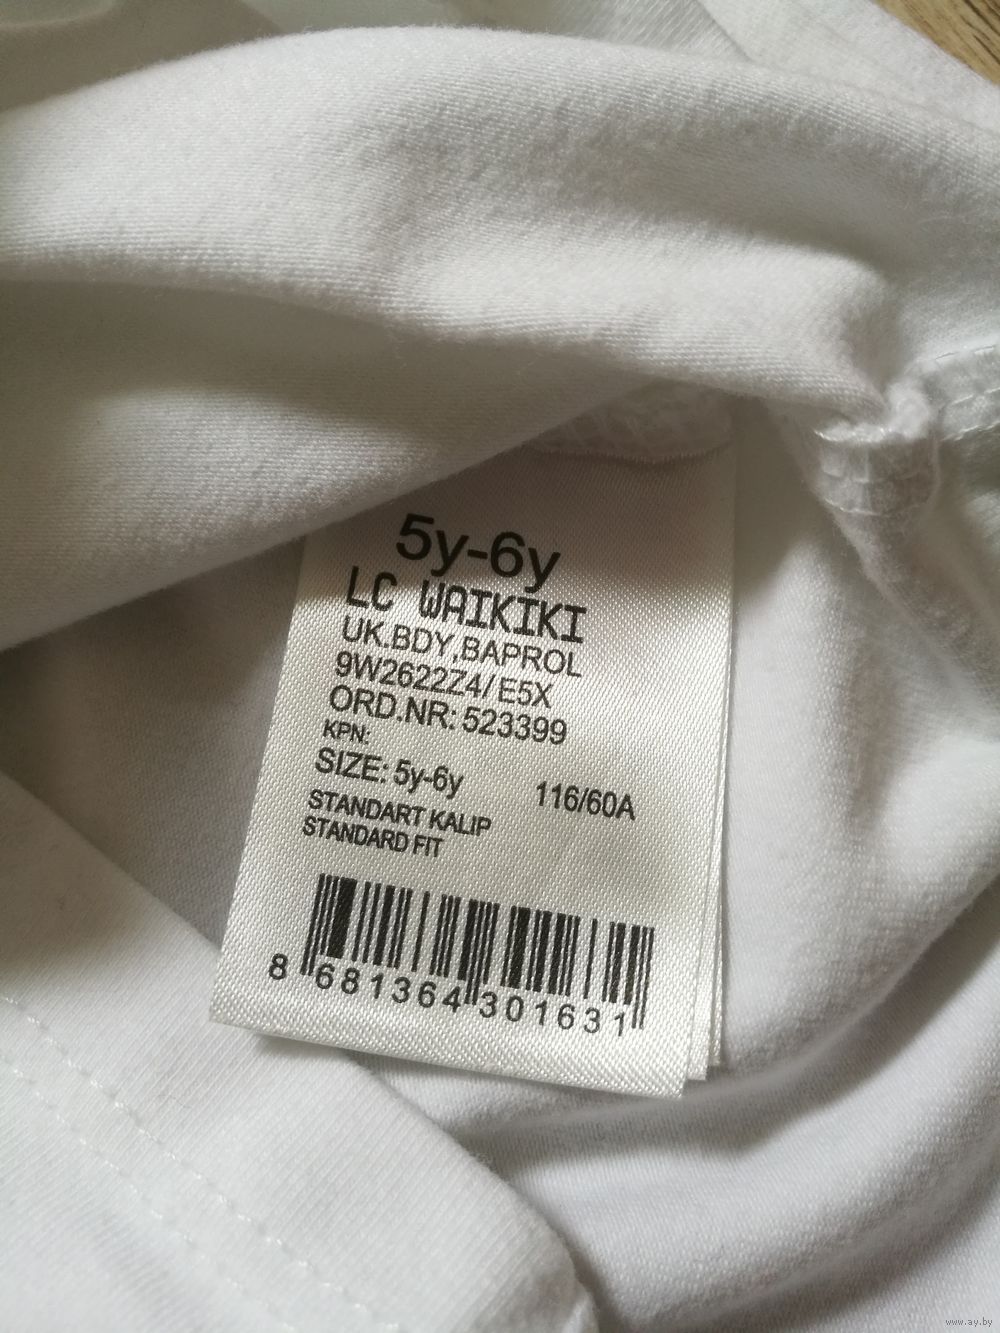 5y-6y
LC WAIKIKI
UK.BDY,BAPROL
9W2622Z4/E5X
ORD.NR: 523399
KPN:
SIZE: 5y-6y 116/60A
STANDART KALIP
STANDARD FIT
8 681364 301631
www.ay.by